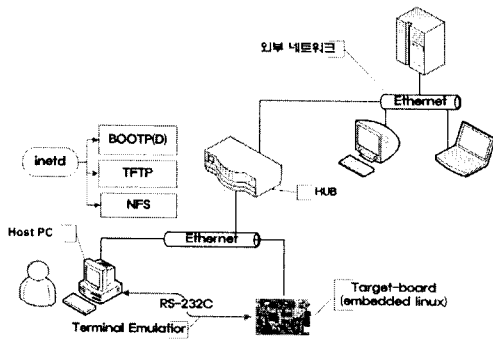 외부 네트워크
Ethernet
BOOTP(D)
inetd
TFTP
NFS
HUB
Host PC
Ethernet
RS-232C
Terminal Emulation
Target-board
(embedded linux)